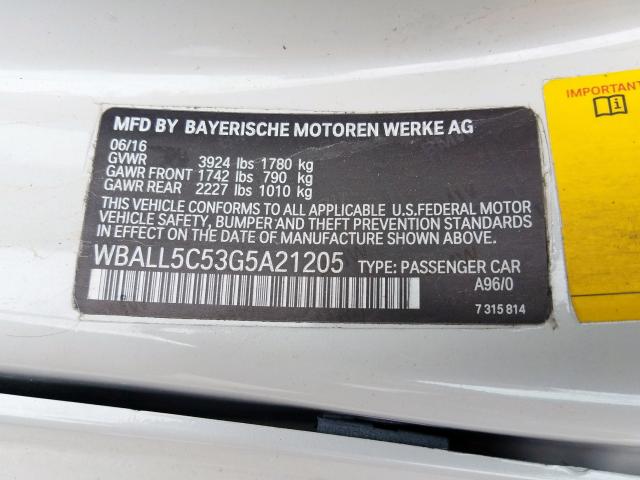 MFD BY BAYERISCHE MOTOREN WERKE AG
06/16
GVWR 3924 lbs 1780 kg
GAWR FRONT 1742 lbs 790 kg
GAWR REAR 2227 lbs 1010 kg
THIS VEHICLE CONFORMS TO ALL APPLICABLE U.S.FEDERAL MOTOR
VEHICLE SAFETY, BUMPER AND THEFT PREVENTION STANDARDS
IN EFFECT ON THE DATE OF MANUFACTURE SHOWN ABOVE.
WBALL5C53G5A21205 TYPE: PASSENGER CAR
A96/0
7 315 814
IMPORTANT